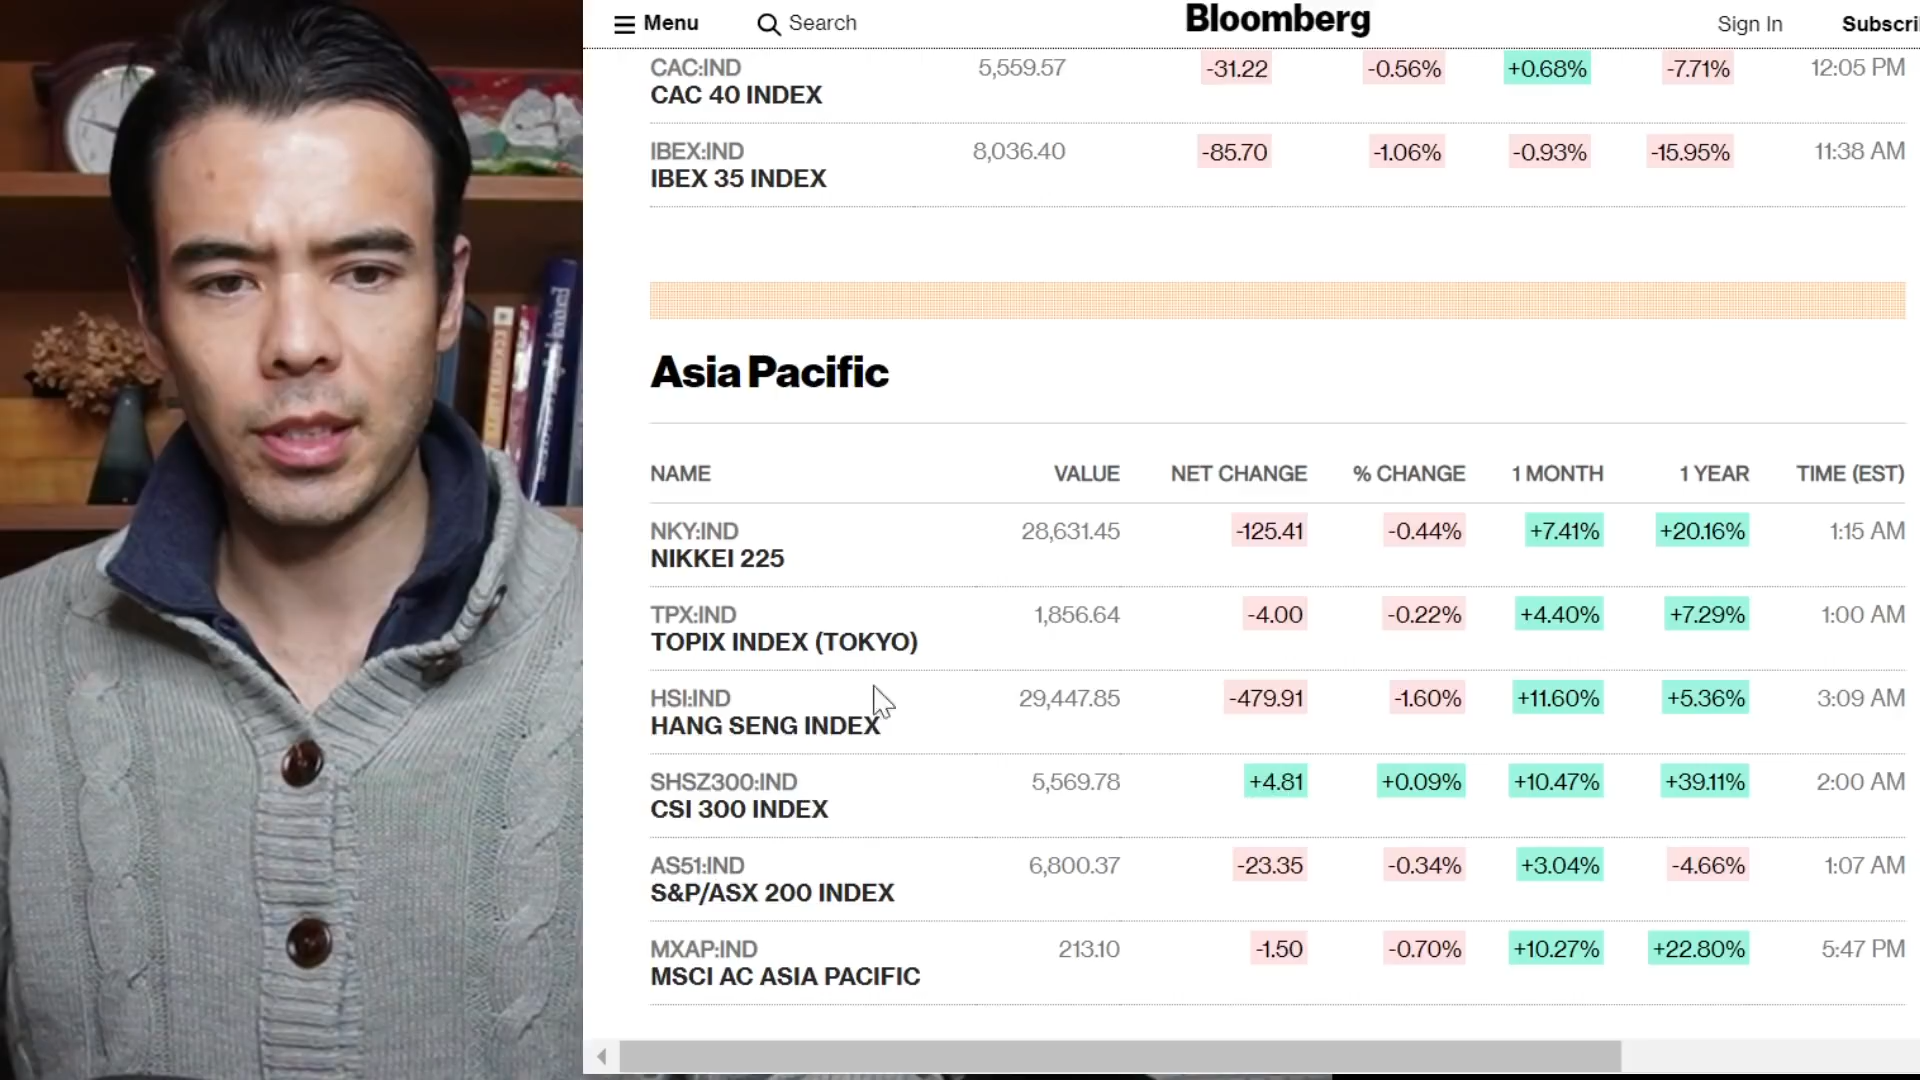 Menu Search Bloomberg Sign In Subscri
CAC:IND 5,559.57 -31.22 -0.56% +0.68% -7.71% 12:05 PM
CAC 40 INDEX
IBEX:IND 8,036.40 -85.70 -1.06% -0.93% -15.95% 11:38 AM
IBEX 35 INDEX
Asia Pacific
NAME VALUE NET CHANGE % CHANGE 1 MONTH 1 YEAR TIME (EST)
NKY:IND 28,631.45 -125.41 -0.44% +7.41% +20.16% 1:15 AM
NIKKEI 225
TPX:IND 1,856.64 -4.00 -0.22% +4.40% +7.29% 1:00 AM
TOPIX INDEX (TOKYO)
HSI:IND 29,447.85 -479.91 -1.60% +11.60% +5.36% 3:09 AM
HANG SENG INDEX
SHSZ300:IND 5,569.78 +4.81 +0.09% +10.47% +39.11% 2:00 AM
CSI 300 INDEX
AS51:IND 6,800.37 -23.35 -0.34% +3.04% -4.66% 1:07 AM
S&P/ASX 200 INDEX
MXAP:IND 213.10 -1.50 -0.70% +10.27% +22.80% 5:47 PM
MSCI AC ASIA PACIFIC